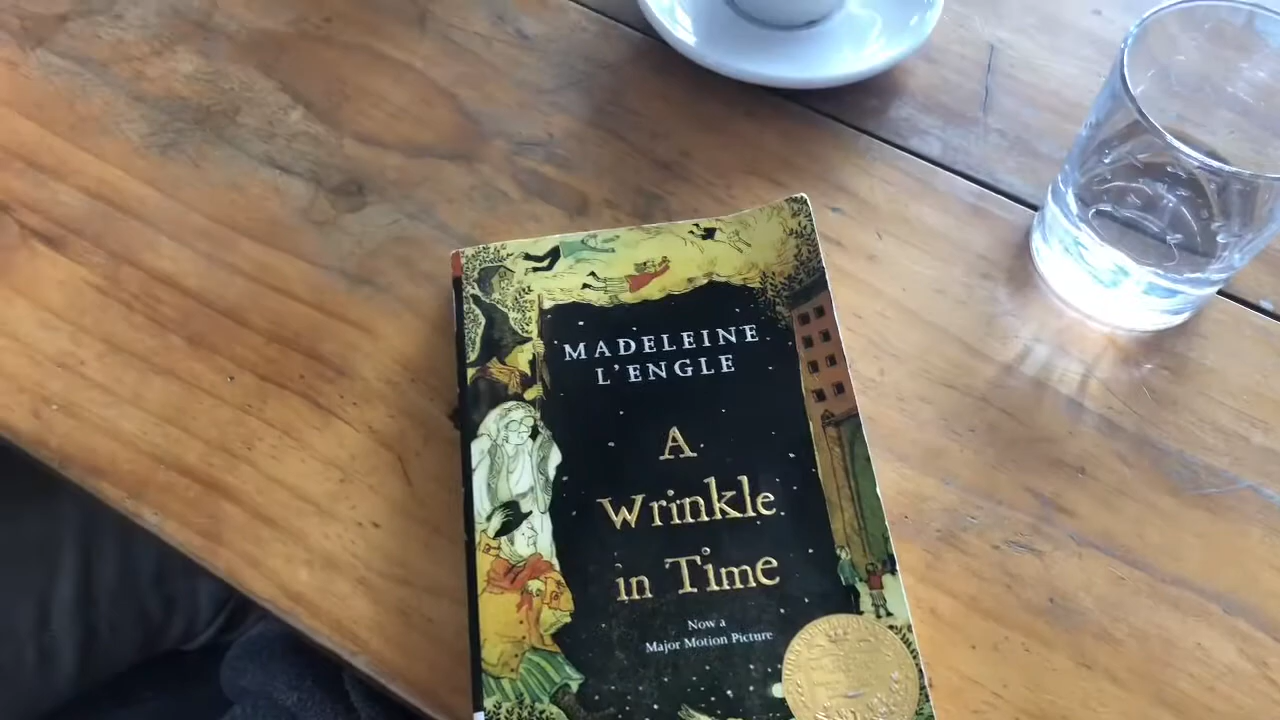 MADELEINE
L'ENGLE
A
Wrinkle
in Time
Now a
Major Motion Picture